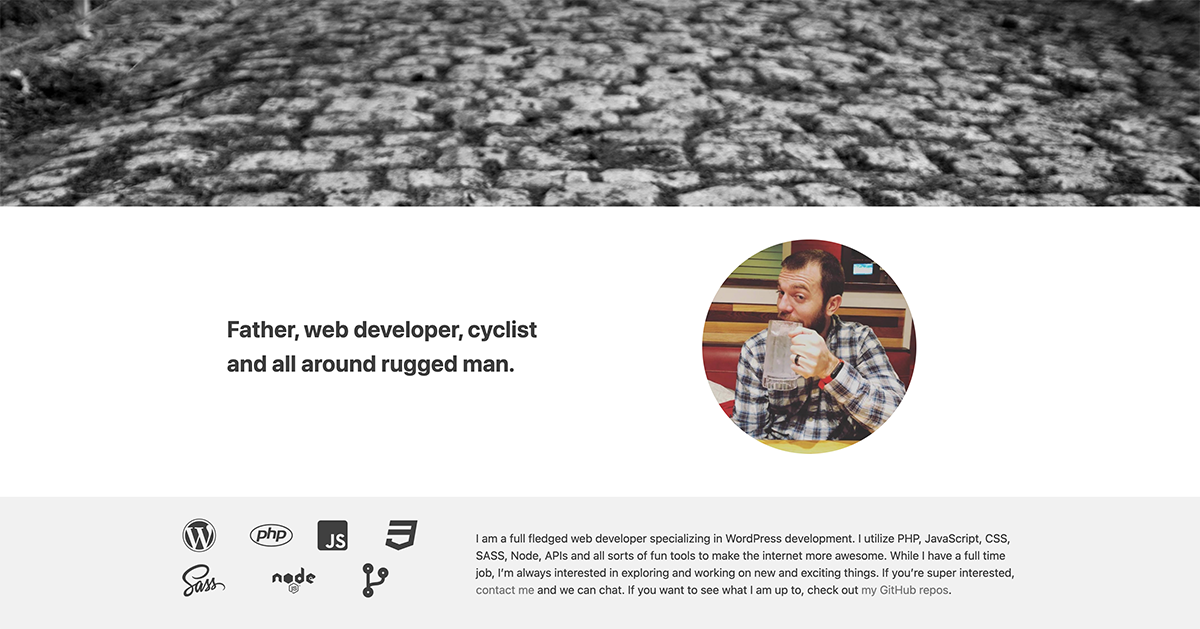 Father, web developer, cyclist
and all around rugged man.
php
JS
I am a full fledged web developer specializing in WordPress development. I utilize PHP, JavaScript, CSS,
SASS, Node, APIs and all sorts of fun tools to make the internet more awesome. While I have a full time
job, I’m always interested in exploring and working on new and exciting things. If you’re super interested,
contact me and we can chat. If you want to see what I am up to, check out my GitHub repos.
Sass
node
JS